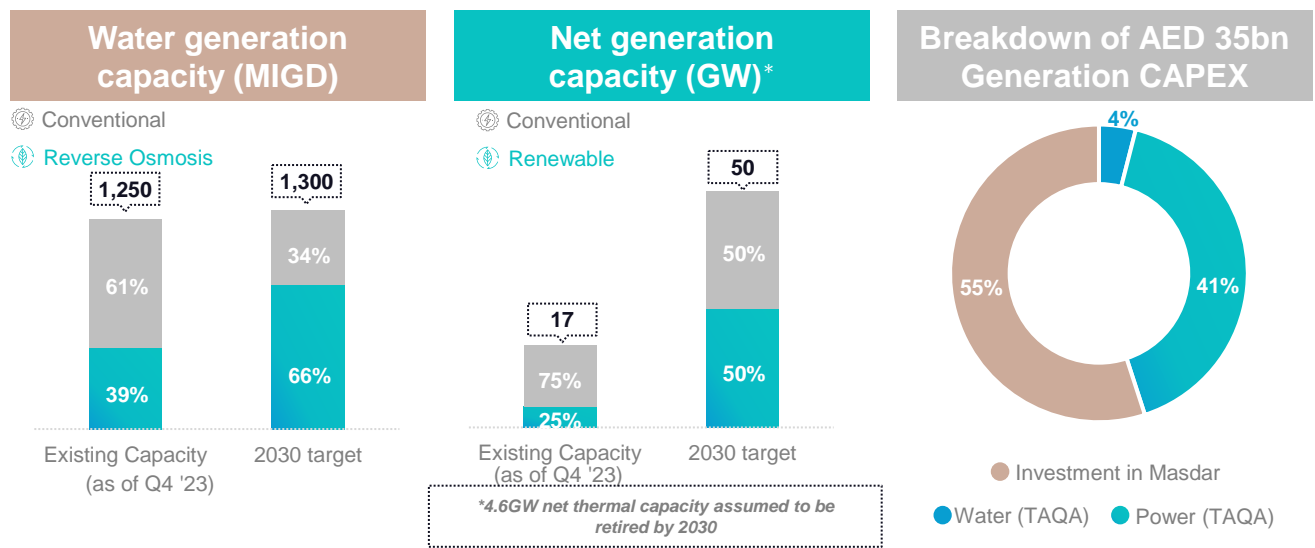 Water generation
capacity (MIGD)
Conventional
Reverse Osmosis
1,250
1,300
61%
34%
39%
66%
Existing Capacity
(as of Q4 '23)
2030 target
Net generation
capacity (GW)*
Conventional
Renewable
17
50
75%
50%
25%
50%
Existing Capacity
(as of Q4 '23)
2030 target
*4.6GW net thermal capacity assumed to be
retired by 2030
Breakdown of AED 35bn
Generation CAPEX
4%
55%
41%
Investment in Masdar
Water (TAQA)
Power (TAQA)